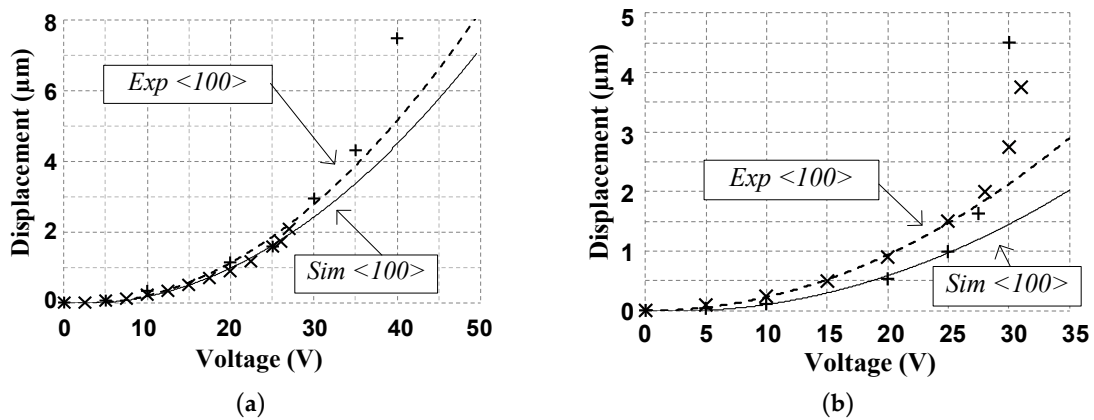 Displacement (µm)
8
6
4
2
0
Exp <100>
Sim <100>
0 10 20 30 40 50
Voltage (V)
(a)
Displacement (µm)
5
4
3
2
1
0
Exp <100>
Sim <100>
0 5 10 15 20 25 30 35
Voltage (V)
(b)